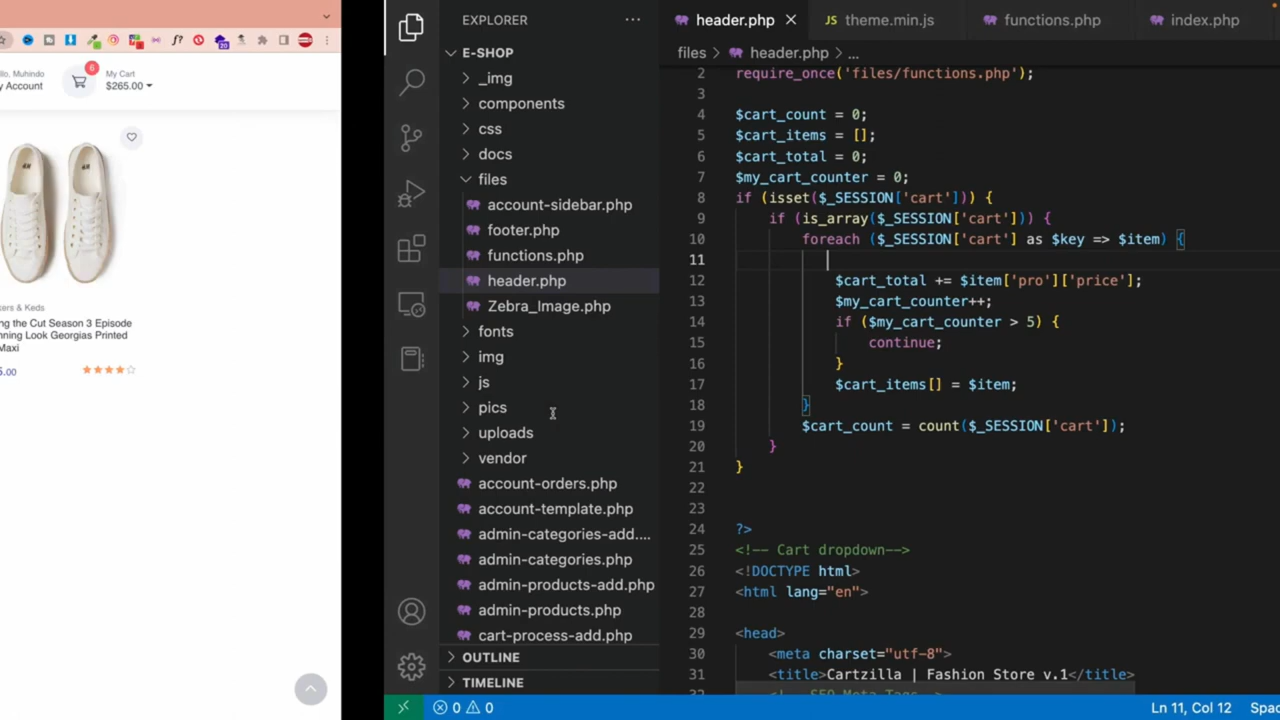 llo, Muhindo
y Account
6
My Cart
$265.00
H&M
H&M
kers & Keds
ng the Cut Season 3 Episode
nning Look Georgias Printed
Maxi
5.00
f?
20
EXPLORER
E-SHOP
_img
components
css
docs
files
account-sidebar.php
footer.php
functions.php
header.php
Zebra_Image.php
fonts
img
js
pics
uploads
vendor
account-orders.php
account-template.php
admin-categories-add....
admin-categories.php
admin-products-add.php
admin-products.php
cart-process-add.php
OUTLINE
TIMELINE
header.php
JS theme.min.js
functions.php
index.php
files > header.php > ...
2 require_once('files/functions.php');
3
4 $cart_count = 0;
5 $cart_items = [];
6 $cart_total = 0;
7 $my_cart_counter = 0;
8 if (isset($_SESSION['cart'])) {
9 if (is_array($_SESSION['cart'])) {
10 foreach ($_SESSION['cart'] as $key => $item) {
11
12 $cart_total += $item['pro']['price'];
13 $my_cart_counter++;
14 if ($my_cart_counter > 5) {
15 continue;
16 }
17 $cart_items[] = $item;
18 }
19 $cart_count = count($_SESSION['cart']);
20 }
21 }
22
23
24 ?>
25 <!-- Cart dropdown-->
26 <!DOCTYPE html>
27 <html lang="en">
28
29 <head>
30 <meta charset="utf-8">
31 <title>Cartzilla | Fashion Store v.1</title>
32 <!-- SEO Meta Tags-->
0 0
Ln 11, Col 12
Spac